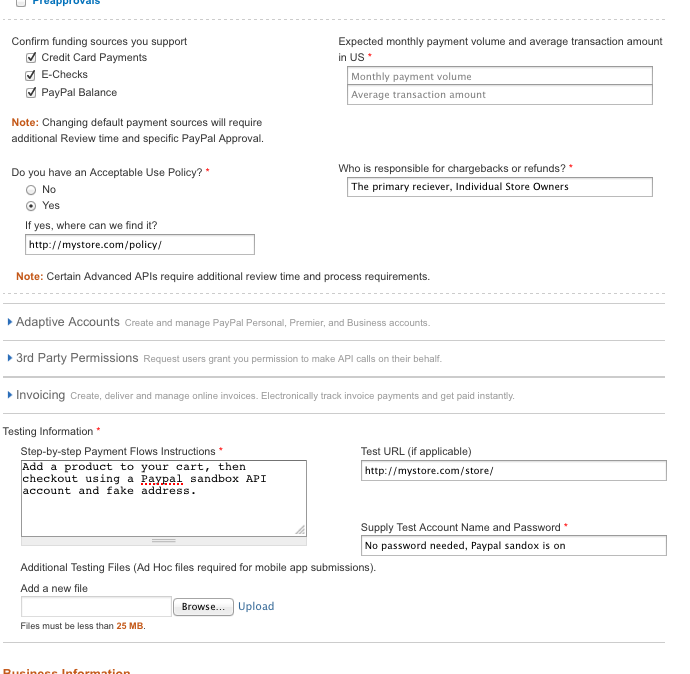 Preapprovals
Confirm funding sources you support
Credit Card Payments
E-Checks
PayPal Balance
Note: Changing default payment sources will require
additional Review time and specific PayPal Approval.
Expected monthly payment volume and average transaction amount
in US *
Monthly payment volume
Average transaction amount
Do you have an Acceptable Use Policy? *
No
Yes
If yes, where can we find it?
http://mystore.com/policy/
Who is responsible for chargebacks or refunds? *
The primary reciever, Individual Store Owners
Note: Certain Advanced APIs require additional review time and process requirements.
Adaptive Accounts Create and manage PayPal Personal, Premier, and Business accounts.
3rd Party Permissions Request users grant you permission to make API calls on their behalf.
Invoicing Create, deliver and manage online invoices. Electronically track invoice payments and get paid instantly.
Testing Information *
Step-by-step Payment Flows Instructions *
Add a product to your cart, then
checkout using a Paypal sandbox API
account and fake address.
Test URL (if applicable)
http://mystore.com/store/
Supply Test Account Name and Password *
No password needed, Paypal sandox is on
Additional Testing Files (Ad Hoc files required for mobile app submissions).
Add a new file
Browse... Upload
Files must be less than 25 MB.
Business Information